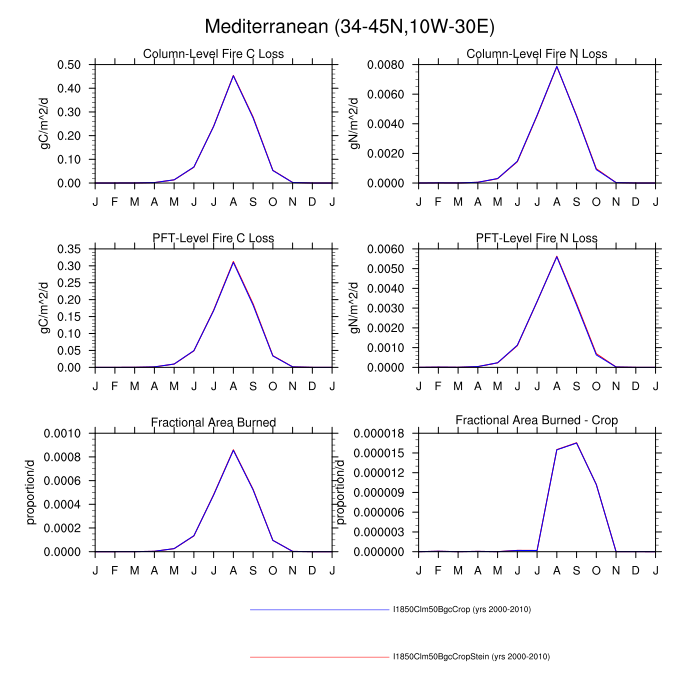 Mediterranean (34-45N,10W-30E)
Column-Level Fire C Loss
gC/m^2/d
0.50
0.40
0.30
0.20
0.10
0.00
J F M A M J J A S O N D J
Column-Level Fire N Loss
gN/m^2/d
0.0080
0.0060
0.0040
0.0020
0.0000
J F M A M J J A S O N D J
PFT-Level Fire C Loss
gC/m^2/d
0.35
0.30
0.25
0.20
0.15
0.10
0.05
0.00
J F M A M J J A S O N D J
PFT-Level Fire N Loss
gN/m^2/d
0.0060
0.0050
0.0040
0.0030
0.0020
0.0010
0.0000
J F M A M J J A S O N D J
Fractional Area Burned
proportion/d
0.0010
0.0008
0.0006
0.0004
0.0002
0.0000
J F M A M J J A S O N D J
Fractional Area Burned - Crop
proportion/d
0.000018
0.000015
0.000012
0.000009
0.000006
0.000003
0.000000
J F M A M J J A S O N D J
I1850Clm50BgcCrop (yrs 2000-2010)
I1850Clm50BgcCropStein (yrs 2000-2010)